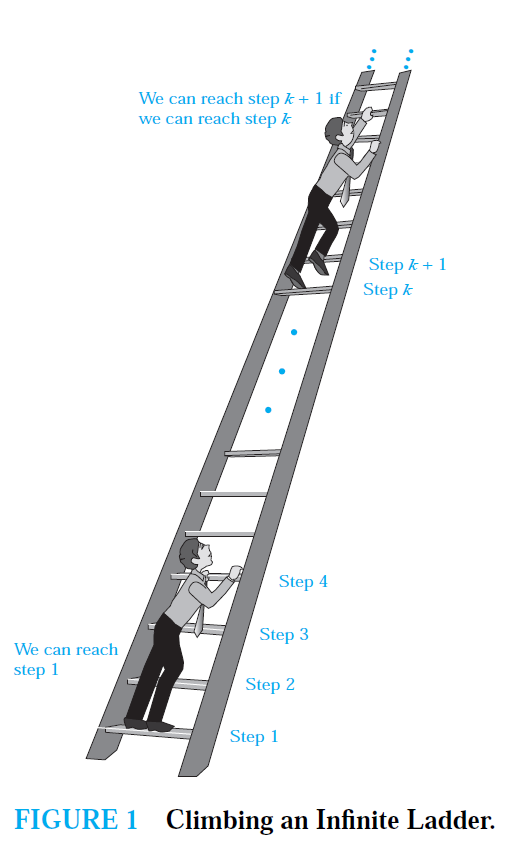 We can reach step k + 1 if
we can reach step k
Step k + 1
Step k
Step 4
Step 3
We can reach
step 1
Step 2
Step 1
FIGURE 1 Climbing an Infinite Ladder.